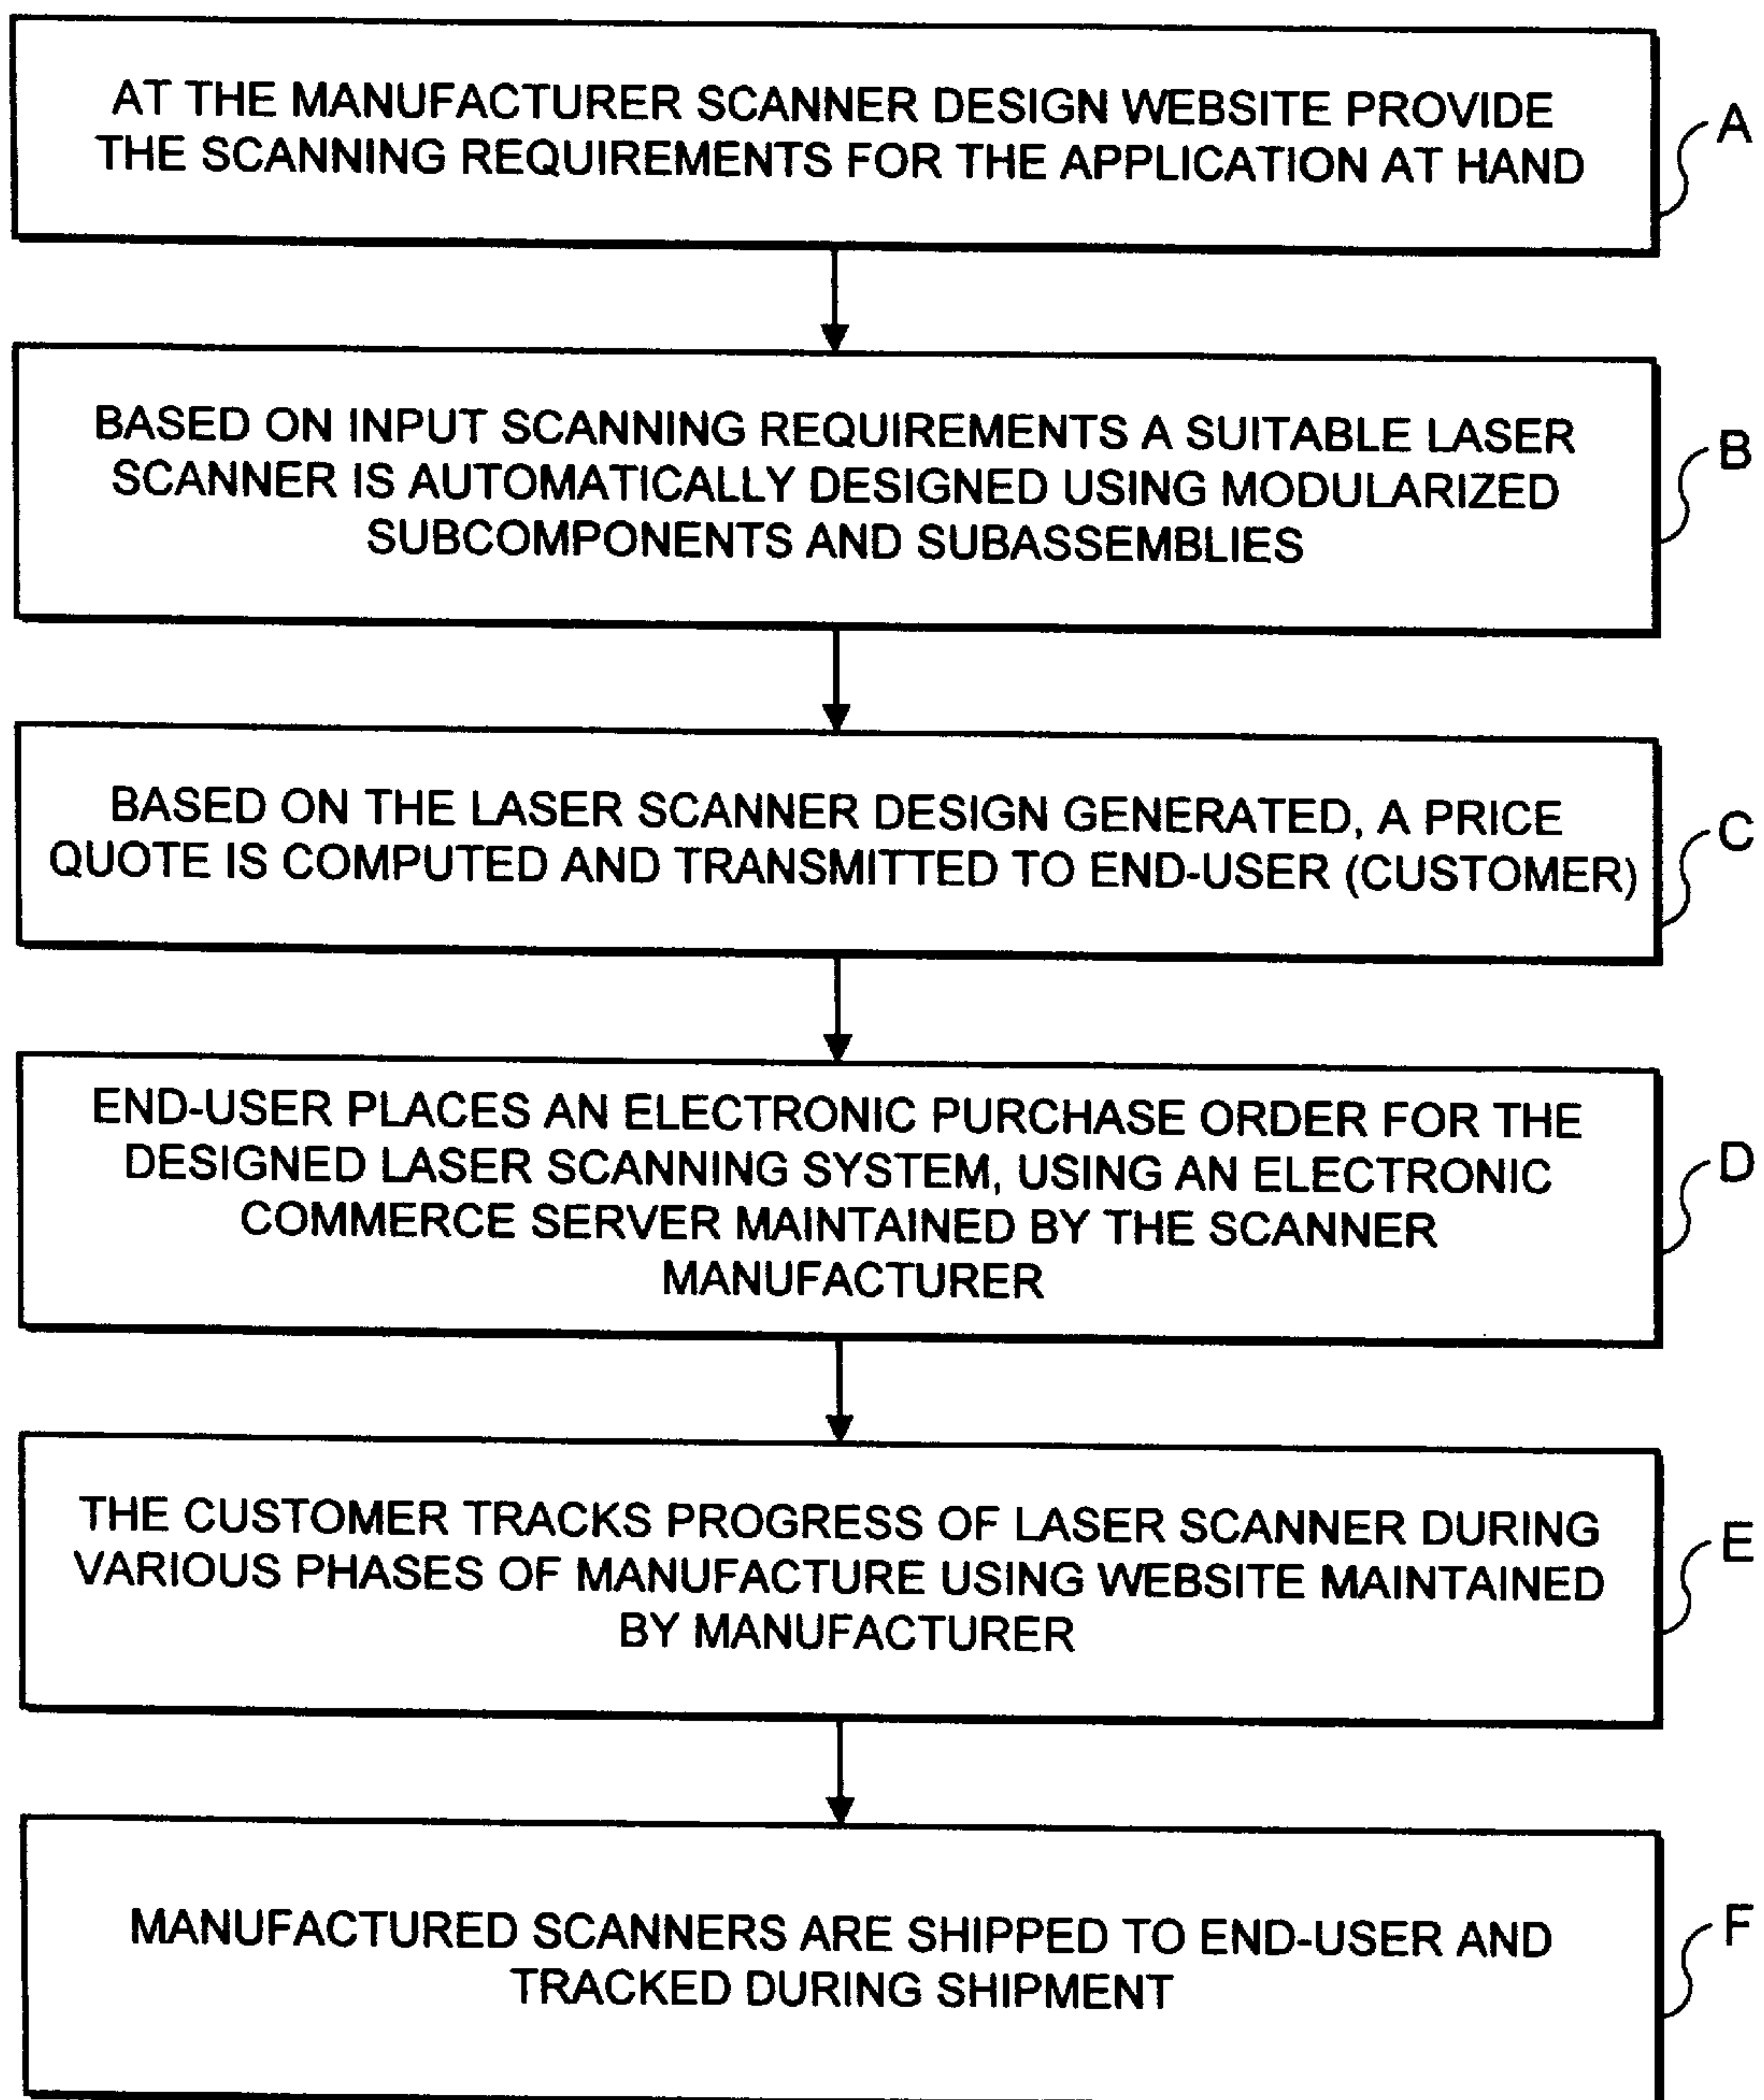 AT THE MANUFACTURER SCANNER DESIGN WEBSITE PROVIDE
THE SCANNING REQUIREMENTS FOR THE APPLICATION AT HAND
A
BASED ON INPUT SCANNING REQUIREMENTS A SUITABLE LASER
SCANNER IS AUTOMATICALLY DESIGNED USING MODULARIZED
SUBCOMPONENTS AND SUBASSEMBLIES
B
BASED ON THE LASER SCANNER DESIGN GENERATED, A PRICE
QUOTE IS COMPUTED AND TRANSMITTED TO END-USER (CUSTOMER)
C
END-USER PLACES AN ELECTRONIC PURCHASE ORDER FOR THE
DESIGNED LASER SCANNING SYSTEM, USING AN ELECTRONIC
COMMERCE SERVER MAINTAINED BY THE SCANNER
MANUFACTURER
D
THE CUSTOMER TRACKS PROGRESS OF LASER SCANNER DURING
VARIOUS PHASES OF MANUFACTURE USING WEBSITE MAINTAINED
BY MANUFACTURER
E
MANUFACTURED SCANNERS ARE SHIPPED TO END-USER AND
TRACKED DURING SHIPMENT
F